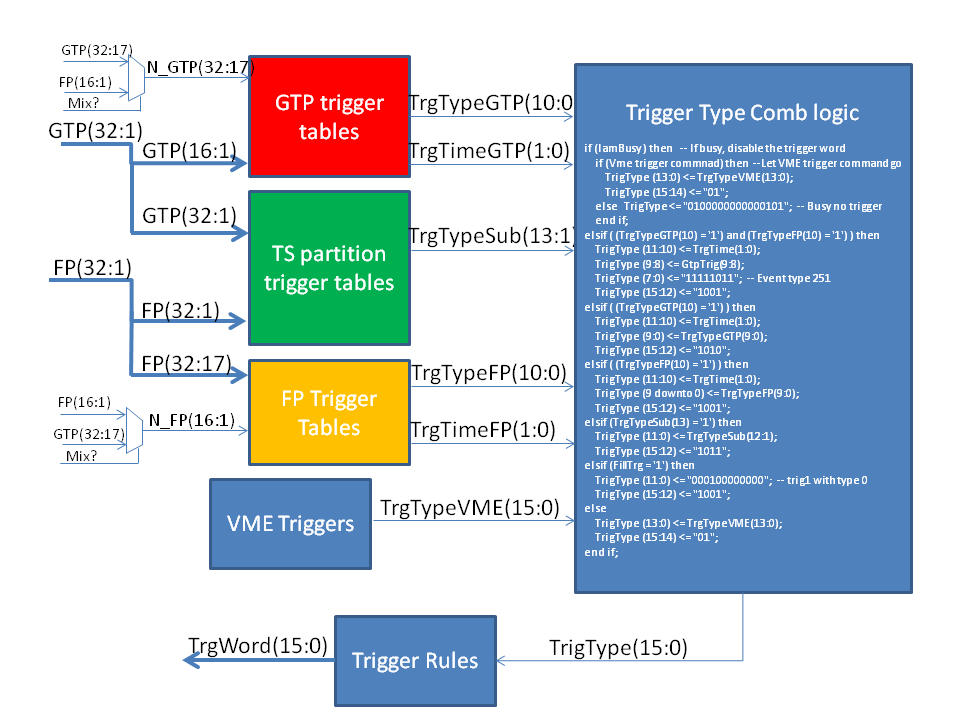 GTP(32:17)
N_GTP(32:17)
FP(16:1)
Mix?
GTP(32:1)
GTP(16:1)
GTP(32:1)
FP(32:1)
FP(32:1)
FP(32:17)
FP(16:1)
N_FP(16:1)
GTP(32:17)
Mix?
GTP trigger
tables
TS partition
trigger tables
FP Trigger
Tables
VME Triggers
TrgTypeGTP(10:0
TrgTimeGTP(1:0)
TrgTypeSub(13:1)
TrgTypeFP(10:0)
TrgTimeFP(1:0)
TrgTypeVME(15:0)
Trigger Type Comb logic
if (IamBusy) then -- If busy, disable the trigger word
if (Vme trigger commnad) then --Let VME trigger command go
TrigType (13:0) <=TrgTypeVME(13:0);
TrigType (15:14) <="01";
else TrigType<="0100000000000101"; -- Busy no trigger
end if;
elsif ( (TrgTypeGTP(10) = '1') and (TrgTypeFP(10) = '1') ) then
TrigType (11:10) <=TrgTime(1:0);
TrigType (9:8) <= GtpTrig(9:8);
TrigType (7:0) <="11111011"; -- Event type 251
TrigType (15:12) <="1001";
elsif ( (TrgTypeGTP(10) = '1') ) then
TrigType (11:10) <=TrgTime(1:0);
TrigType (9:0) <=TrgTypeGTP(9:0);
TrigType (15:12) <="1010";
elsif ( (TrgTypeFP(10) = '1') ) then
TrigType (11:10) <=TrgTime(1:0);
TrigType (9 downto 0) <=TrgTypeFP(9:0);
TrigType (15:12) <="1001";
elsif (TrgTypeSub(13) = '1') then
TrigType (11:0) <=TrgTypeSub(12:1);
TrigType (15:12) <="1011";
elsif (FillTrg = '1') then
TrigType (11:0) <="000100000000"; -- trig1 with type 0
TrigType (15:12) <="1001";
else
TrigType (13:0) <=TrgTypeVME(13:0);
TrigType (15:14) <="01";
end if;
TrgWord(15:0)
Trigger Rules
TrigType(15:0)